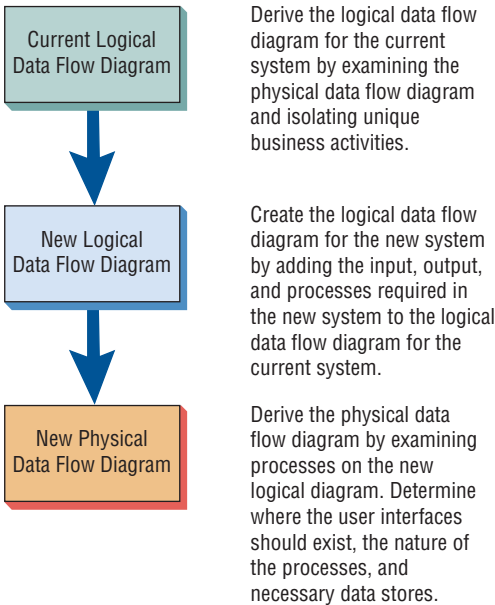 Current Logical
Data Flow Diagram
Derive the logical data flow
diagram for the current
system by examining the
physical data flow diagram
and isolating unique
business activities.
New Logical
Data Flow Diagram
Create the logical data flow
diagram for the new system
by adding the input, output,
and processes required in
the new system to the logical
data flow diagram for the
current system.
New Physical
Data Flow Diagram
Derive the physical data
flow diagram by examining
processes on the new
logical diagram. Determine
where the user interfaces
should exist, the nature of
the processes, and
necessary data stores.